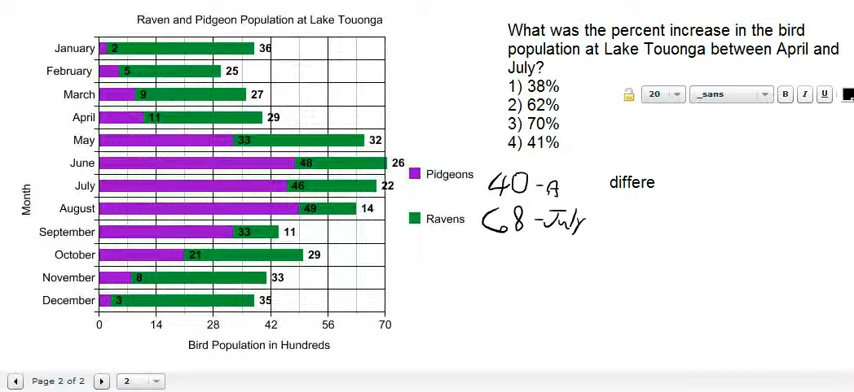 Raven and Pidgeon Population at Lake Touonga
January 2 36
February 5 25
March 9 27
April 11 29
May 33 32
June 48 26
July 46 22
August 49 14
September 33 11
October 21 29
November 8 33
December 3 35
0 14 28 42 56 70
Bird Population in Hundreds
Month
Pidgeons
Ravens
What was the percent increase in the bird
population at Lake Touonga between April and
July?
1) 38%
2) 62%
3) 70%
4) 41%
20 _sans B I U
40 - A
68 - July
differe
Page 2 of 2 2